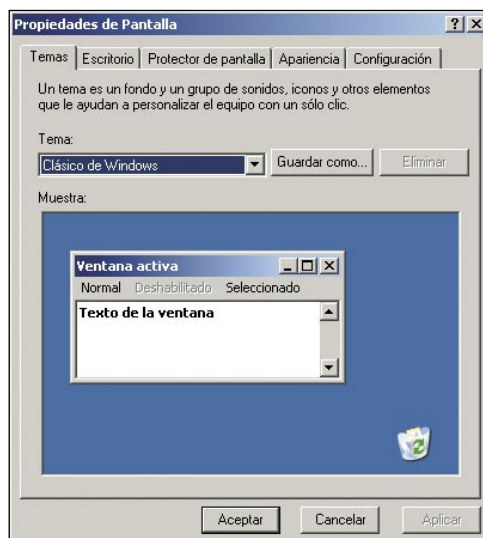 Propiedades de Pantalla
Temas Escritorio Protector de pantalla Apariencia Configuración
Un tema es un fondo y un grupo de sonidos, iconos y otros elementos
que le ayudan a personalizar el equipo con un sólo clic.
Tema:
Clásico de Windows Guardar como... Eliminar
Muestra:
Ventana activa
Normal Deshabilitado Seleccionado
Texto de la ventana
Aceptar Cancelar Aplicar